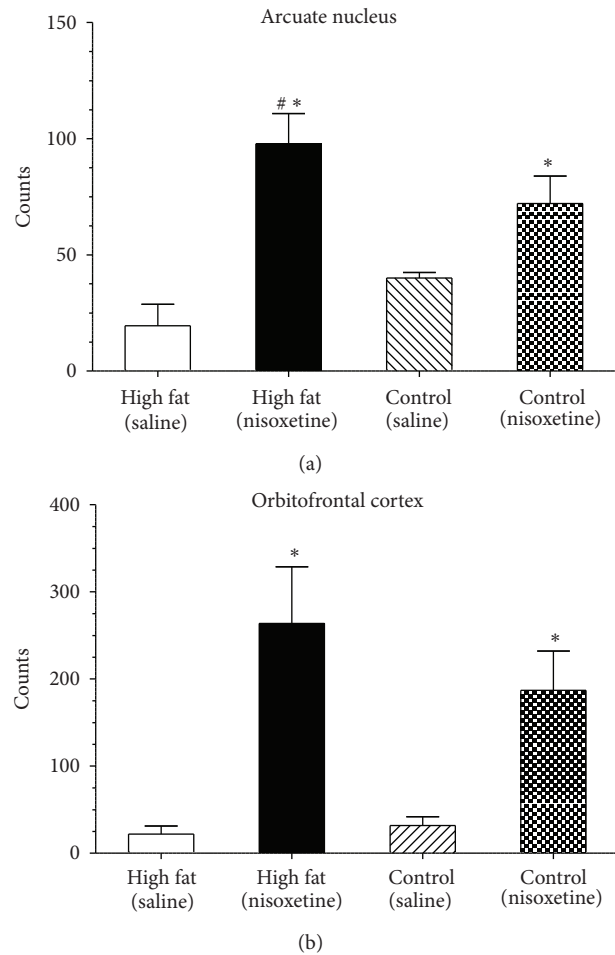 Arcuate nucleus
150
100
50
0
Counts
# *
*
High fat
(saline)
High fat
(nisoxetine)
Control
(saline)
Control
(nisoxetine)
(a)
Orbitofrontal cortex
400
300
200
100
0
Counts
*
*
High fat
(saline)
High fat
(nisoxetine)
Control
(saline)
Control
(nisoxetine)
(b)